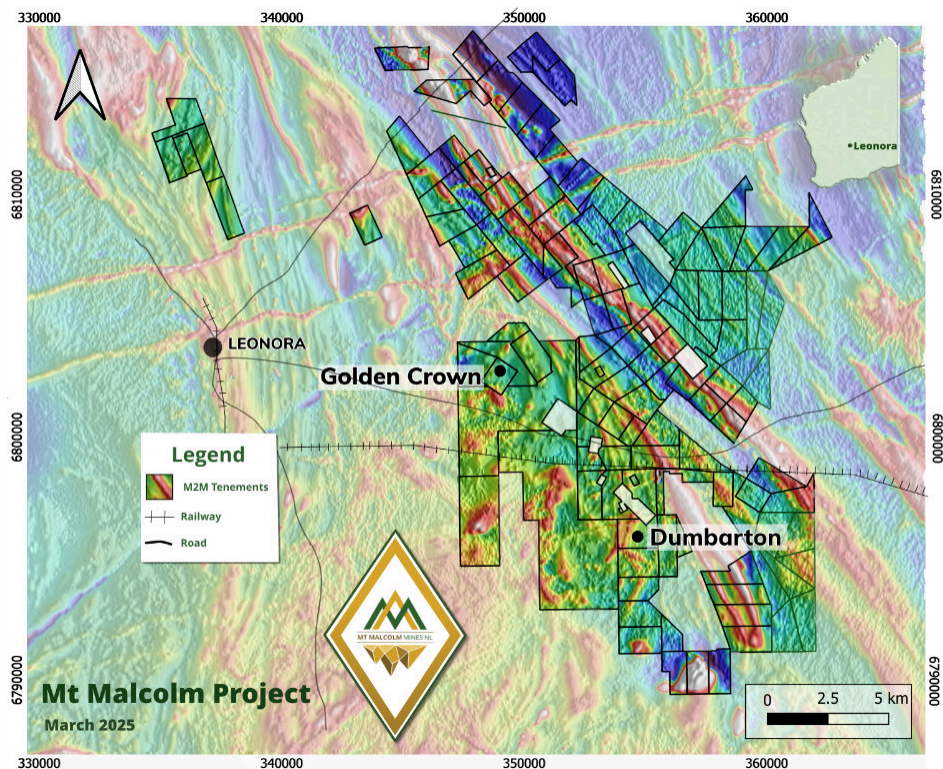 330000 340000 350000 360000
6810000 6810000
Leonora
LEONORA
Golden Crown
6800000 6800000
Legend
M2M Tenements
Railway
Road
Dumbarton
MT MALCOLM MINES NL
6790000 6790000
Mt Malcolm Project
March 2025
0 2.5 5 km
330000 340000 350000 360000